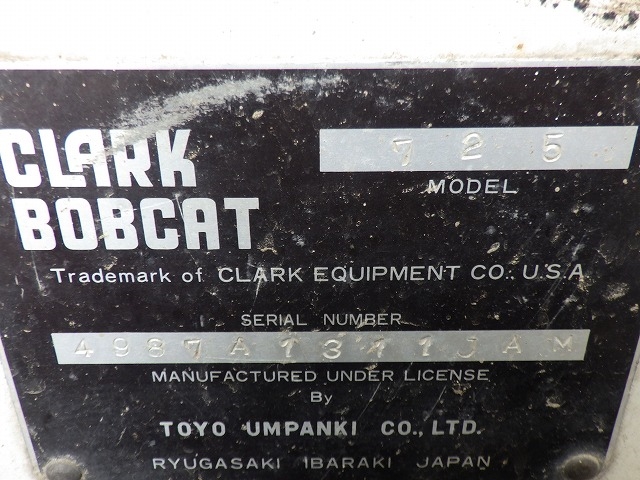 CLARK
BOBCAT
725
MODEL
Trademark of CLARK EQUIPMENT CO., U.S.A
SERIAL NUMBER
4987A1311JAM
MANUFACTURED UNDER LICENSE
By
TOYO UMPANKI CO., LTD.
RYUGASAKI IBARAKI JAPAN